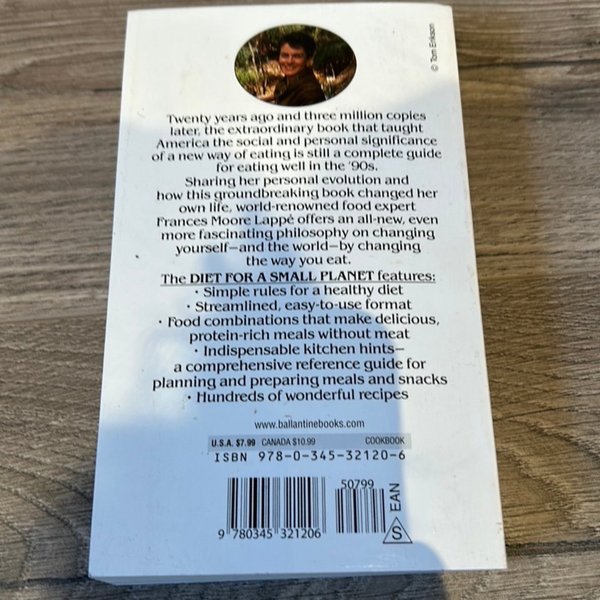 © Tom Erikson
Twenty years ago and three million copies
later, the extraordinary book that taught
America the social and personal significance
of a new way of eating is still a complete guide
for eating well in the '90s.
Sharing her personal evolution and
how this groundbreaking book changed her
own life, world-renowned food expert
Frances Moore Lappé offers an all-new, even
more fascinating philosophy on changing
yourself—and the world—by changing
the way you eat.
The DIET FOR A SMALL PLANET features:
• Simple rules for a healthy diet
• Streamlined, easy-to-use format
• Food combinations that make delicious,
protein-rich meals without meat
• Indispensable kitchen hints—
a comprehensive reference guide for
planning and preparing meals and snacks
• Hundreds of wonderful recipes
www.ballantinebooks.com
U.S.A. $7.99 CANADA $10.99 COOKBOOK
ISBN 978-0-345-32120-6
50799
9 780345 321206
S EAN